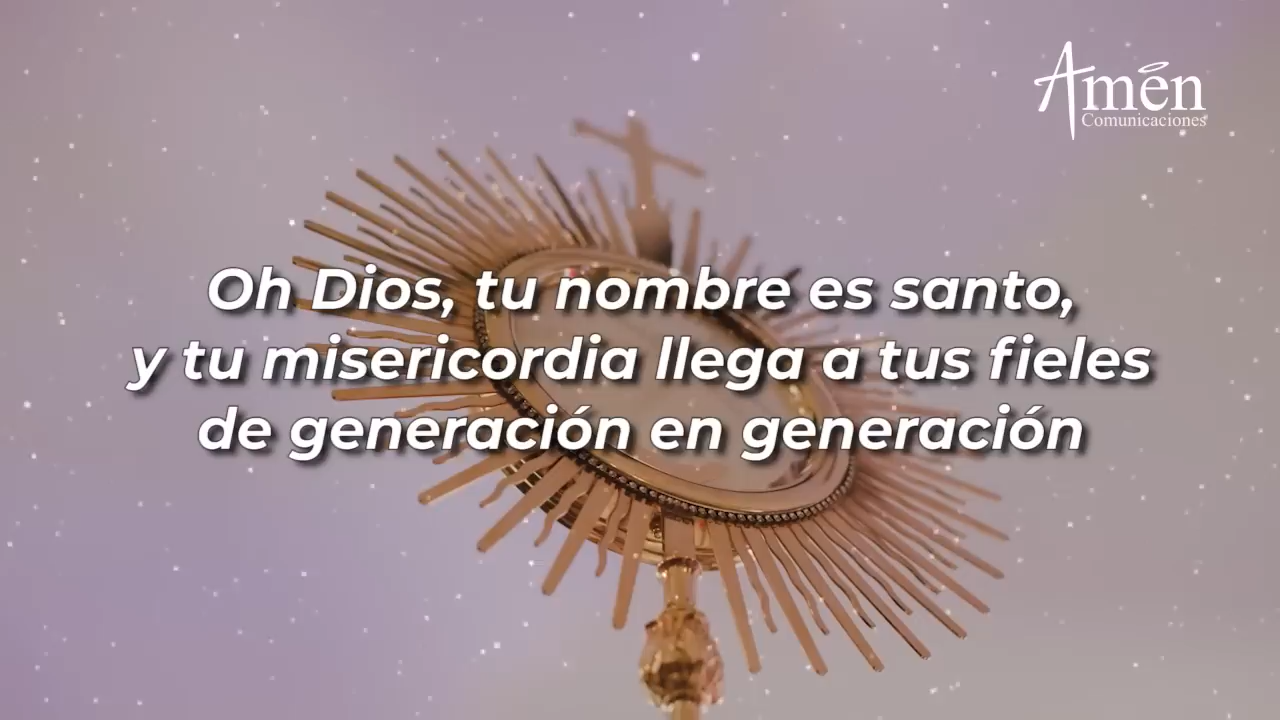 Amén
Comunicaciones
Oh Dios, tu nombre es santo,
y tu misericordia llega a tus fieles
de generación en generación